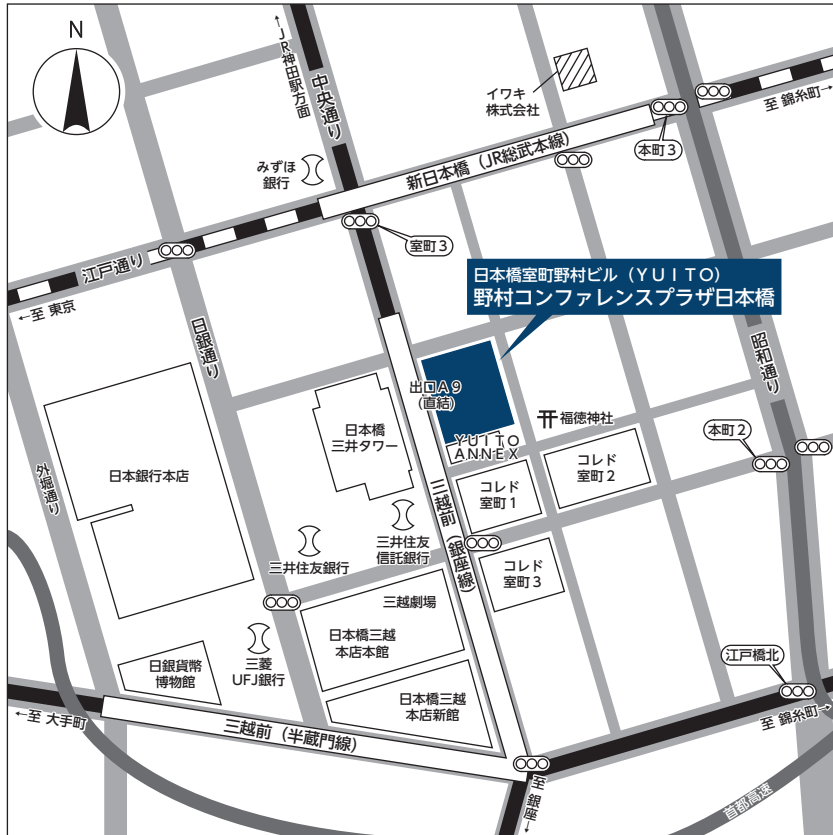 N
←JR神田駅方面
中央通り
イワキ
株式会社
至 錦糸町→
本町3
新日本橋（JR総武本線）
みずほ
銀行
室町3
江戸通り
←至 東京
日銀通り
日本橋室町野村ビル（ＹＵＩＴＯ）
野村コンファレンスプラザ日本橋
昭和通り
出口Ａ９
(直結)
日本橋
三井タワー
ＹＵＩＴＯ
ＡＮＮＥＸ
福徳神社
本町2
コレド
室町２
コレド
室町１
日本銀行本店
外堀通り
三越前（銀座線）
三井住友銀行
三井住友
信託銀行
コレド
室町３
三越劇場
日本橋三越
本店本館
日銀貨幣
博物館
三菱
UFJ銀行
日本橋三越
本店新館
江戸橋北
←至 大手町
三越前（半蔵門線）
至 錦糸町→
至 銀座→
首都高速